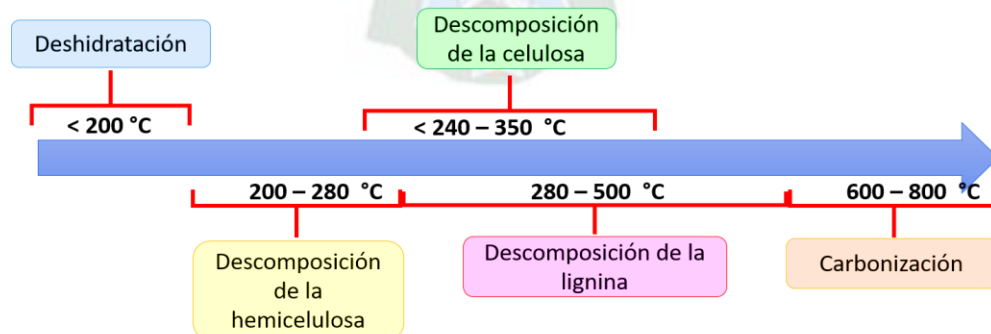 Deshidratación
Descomposición
de la celulosa
< 200 °C
< 240 – 350 °C
200 – 280 °C
280 – 500 °C
600 – 800 °C
Descomposición
de la
hemicelulosa
Descomposición de la
lignina
Carbonización